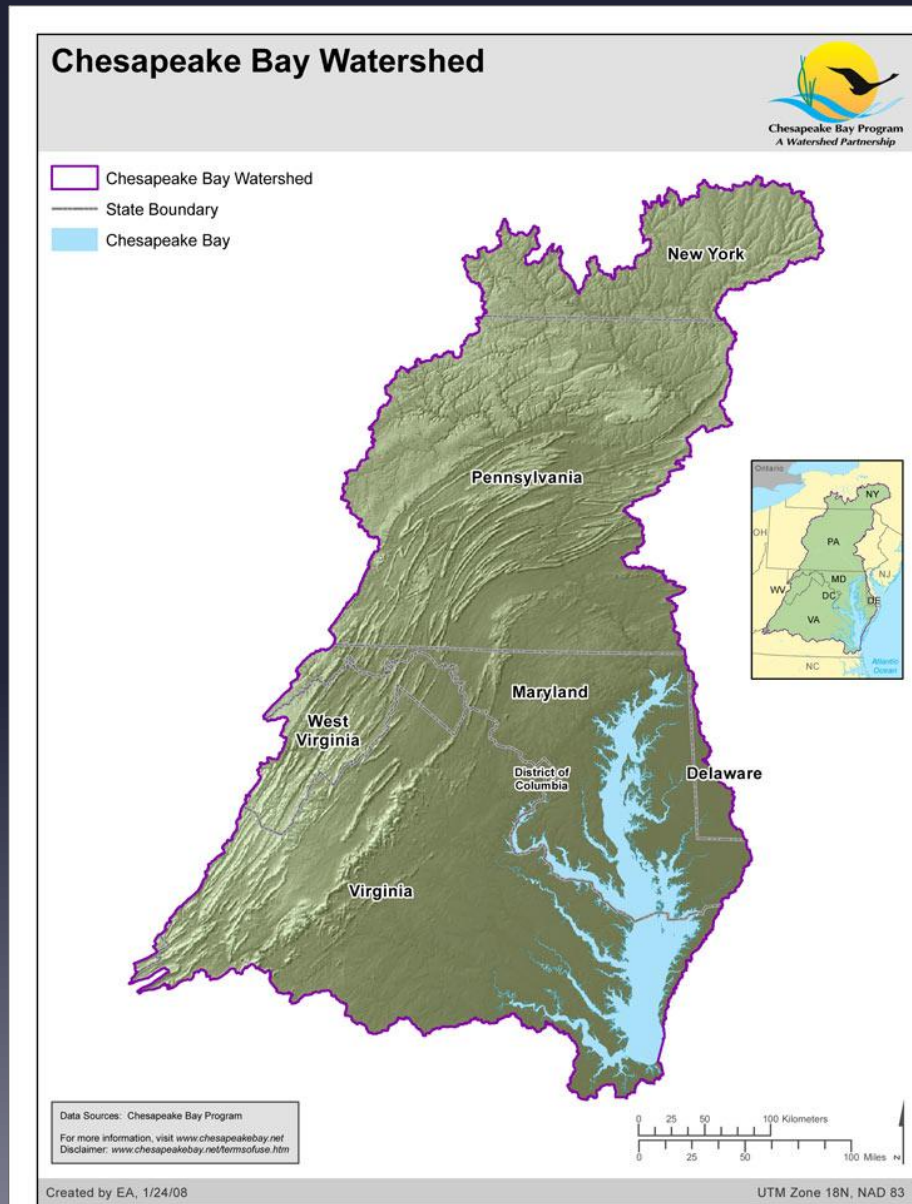 Chesapeake Bay Watershed
Chesapeake Bay Program
A Watershed Partnership
Chesapeake Bay Watershed
State Boundary
Chesapeake Bay
New York
Pennsylvania
Maryland
West
Virginia
District of
Columbia
Delaware
Virginia
Ontario
NY
OH
PA
NJ
MD
WV
DC
DE
VA
NC
Atlantic
Ocean
Data Sources: Chesapeake Bay Program
For more information, visit www.chesapeakebay.net
Disclaimer: www.chesapeakebay.net/termsofuse.htm
0 25 50 100 Kilometers
0 25 50 100 Miles
N
Created by EA, 1/24/08
UTM Zone 18N, NAD 83